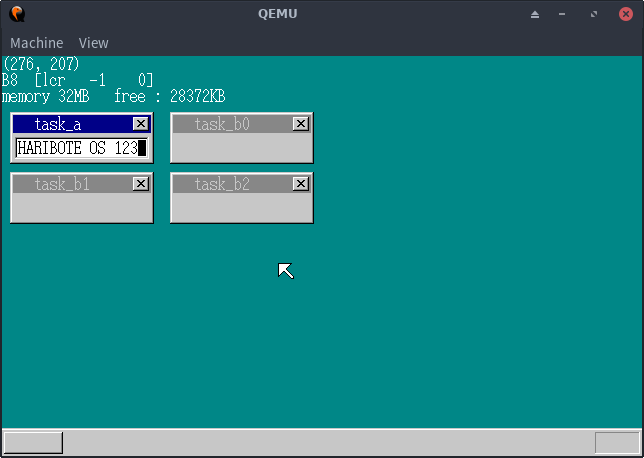 QEMU
Machine View
(276, 207)
B8 [lcr -1 0]
memory 32MB free : 28372KB
task_a
task_b0
HARIBOTE OS 123
task_b1
task_b2